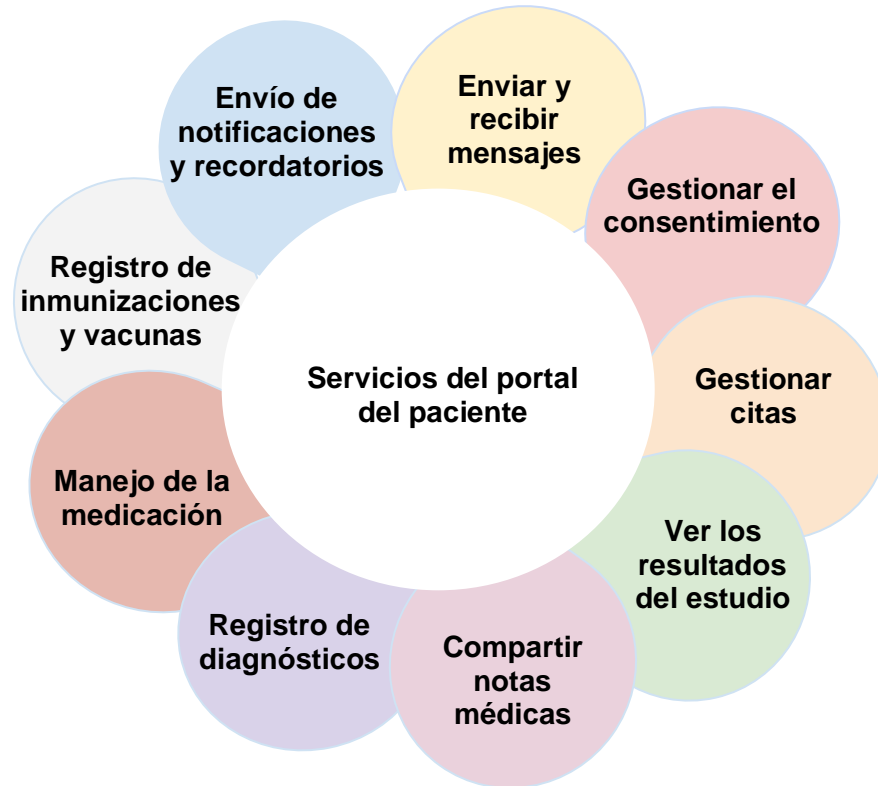 Envío de
notificaciones
y recordatorios
Enviar y
recibir
mensajes
Gestionar el
consentimiento
Registro de
inmunizaciones
y vacunas
Servicios del portal
del paciente
Gestionar
citas
Manejo de la
medicación
Ver los
resultados
del estudio
Registro de
diagnósticos
Compartir
notas
médicas